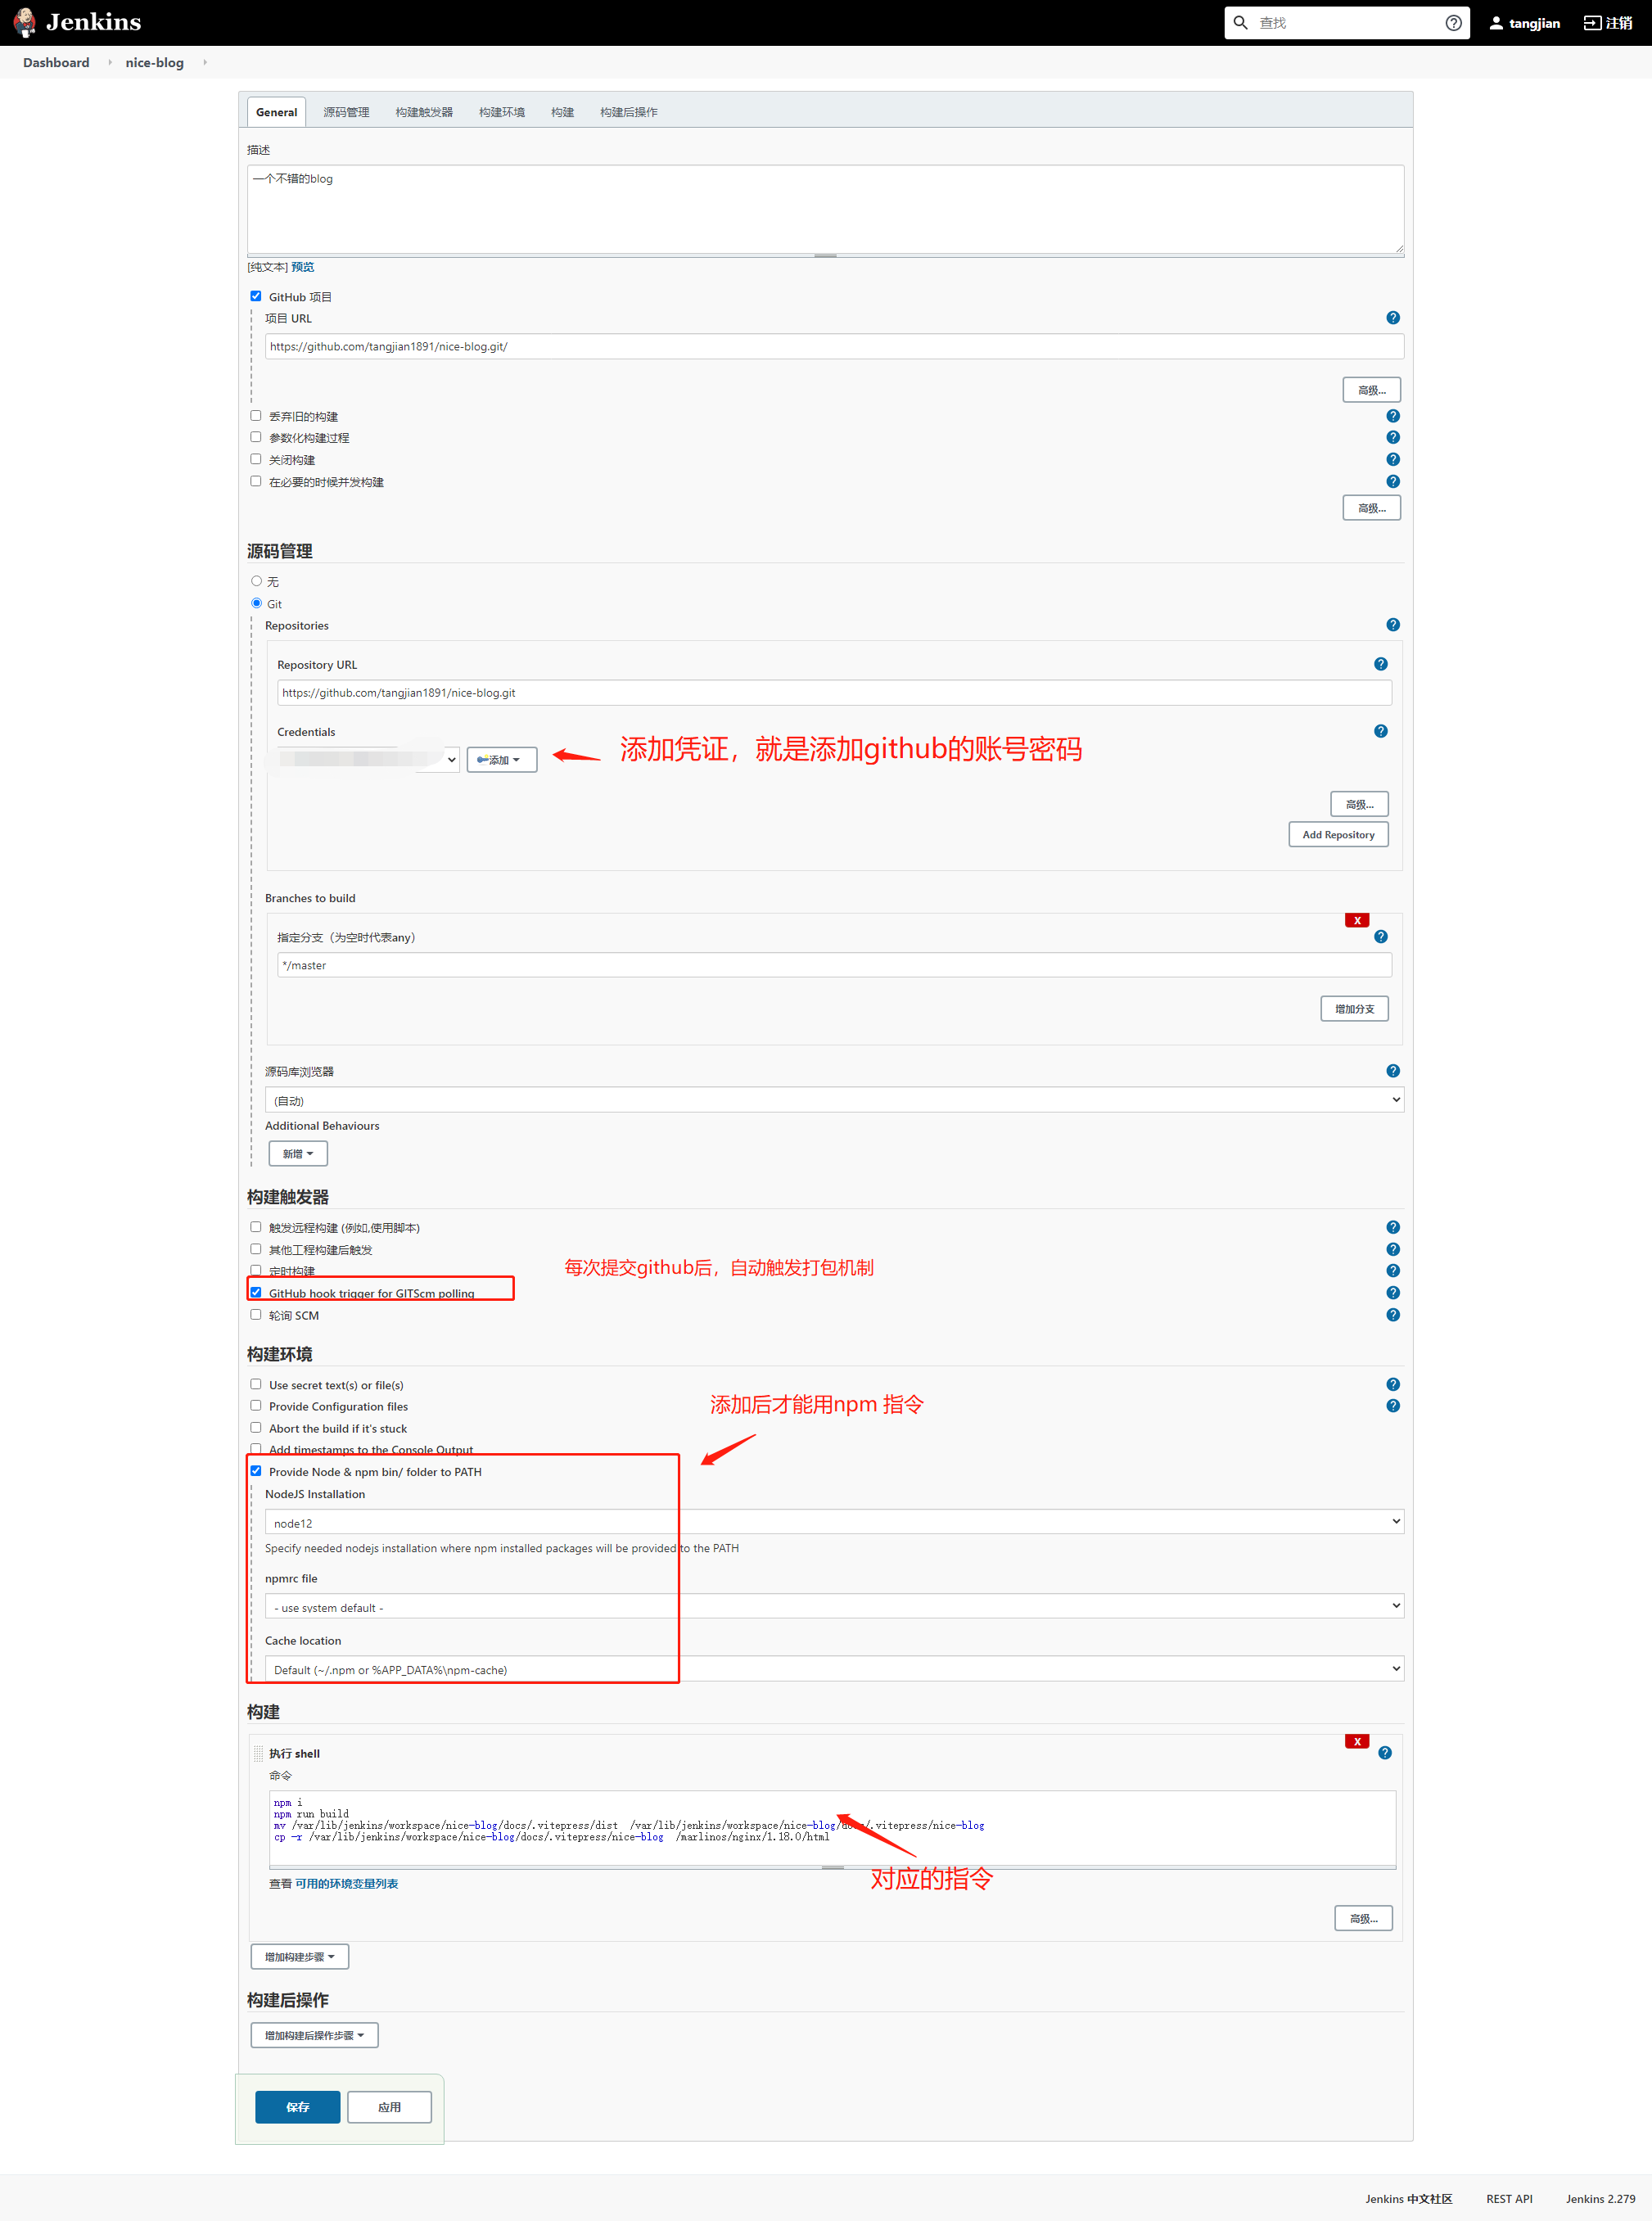 Jenkins
查找
tangjian
注销
Dashboard
nice-blog
General
源码管理
构建触发器
构建环境
构建
构建后操作
描述
一个不错的blog
[纯文本] 预览
GitHub 项目
项目 URL
https://github.com/tangjian1891/nice-blog.git/
高级...
丢弃旧的构建
参数化构建过程
关闭构建
在必要的时候并发构建
高级...
源码管理
无
Git
Repositories
Repository URL
https://github.com/tangjian1891/nice-blog.git
Credentials
添加
添加凭证，就是添加github的账号密码
高级...
Add Repository
Branches to build
X
指定分支（为空时代表any）
*/master
增加分支
源码库浏览器
(自动)
Additional Behaviours
新增
构建触发器
触发远程构建 (例如,使用脚本)
其他工程构建后触发
定时构建
每次提交github后，自动触发打包机制
GitHub hook trigger for GITScm polling
轮询 SCM
构建环境
Use secret text(s) or file(s)
Provide Configuration files
添加后才能用npm 指令
Abort the build if it's stuck
Add timestamps to the Console Output
Provide Node & npm bin/ folder to PATH
NodeJS Installation
node12
Specify needed nodejs installation where npm installed packages will be provided to the PATH
npmrc file
- use system default -
Cache location
Default (~/.npm or %APP_DATA%\npm-cache)
构建
X
执行 shell
命令
npm i
npm run build
mv /var/lib/jenkins/workspace/nice-blog/docs/.vitepress/dist /var/lib/jenkins/workspace/nice-blog/docs/.vitepress/nice-blog
cp -r /var/lib/jenkins/workspace/nice-blog/docs/.vitepress/nice-blog /marlinos/nginx/1.18.0/html
对应的指令
查看 可用的环境变量列表
高级...
增加构建步骤
构建后操作
增加构建后操作步骤
保存
应用
Jenkins 中文社区
REST API
Jenkins 2.279